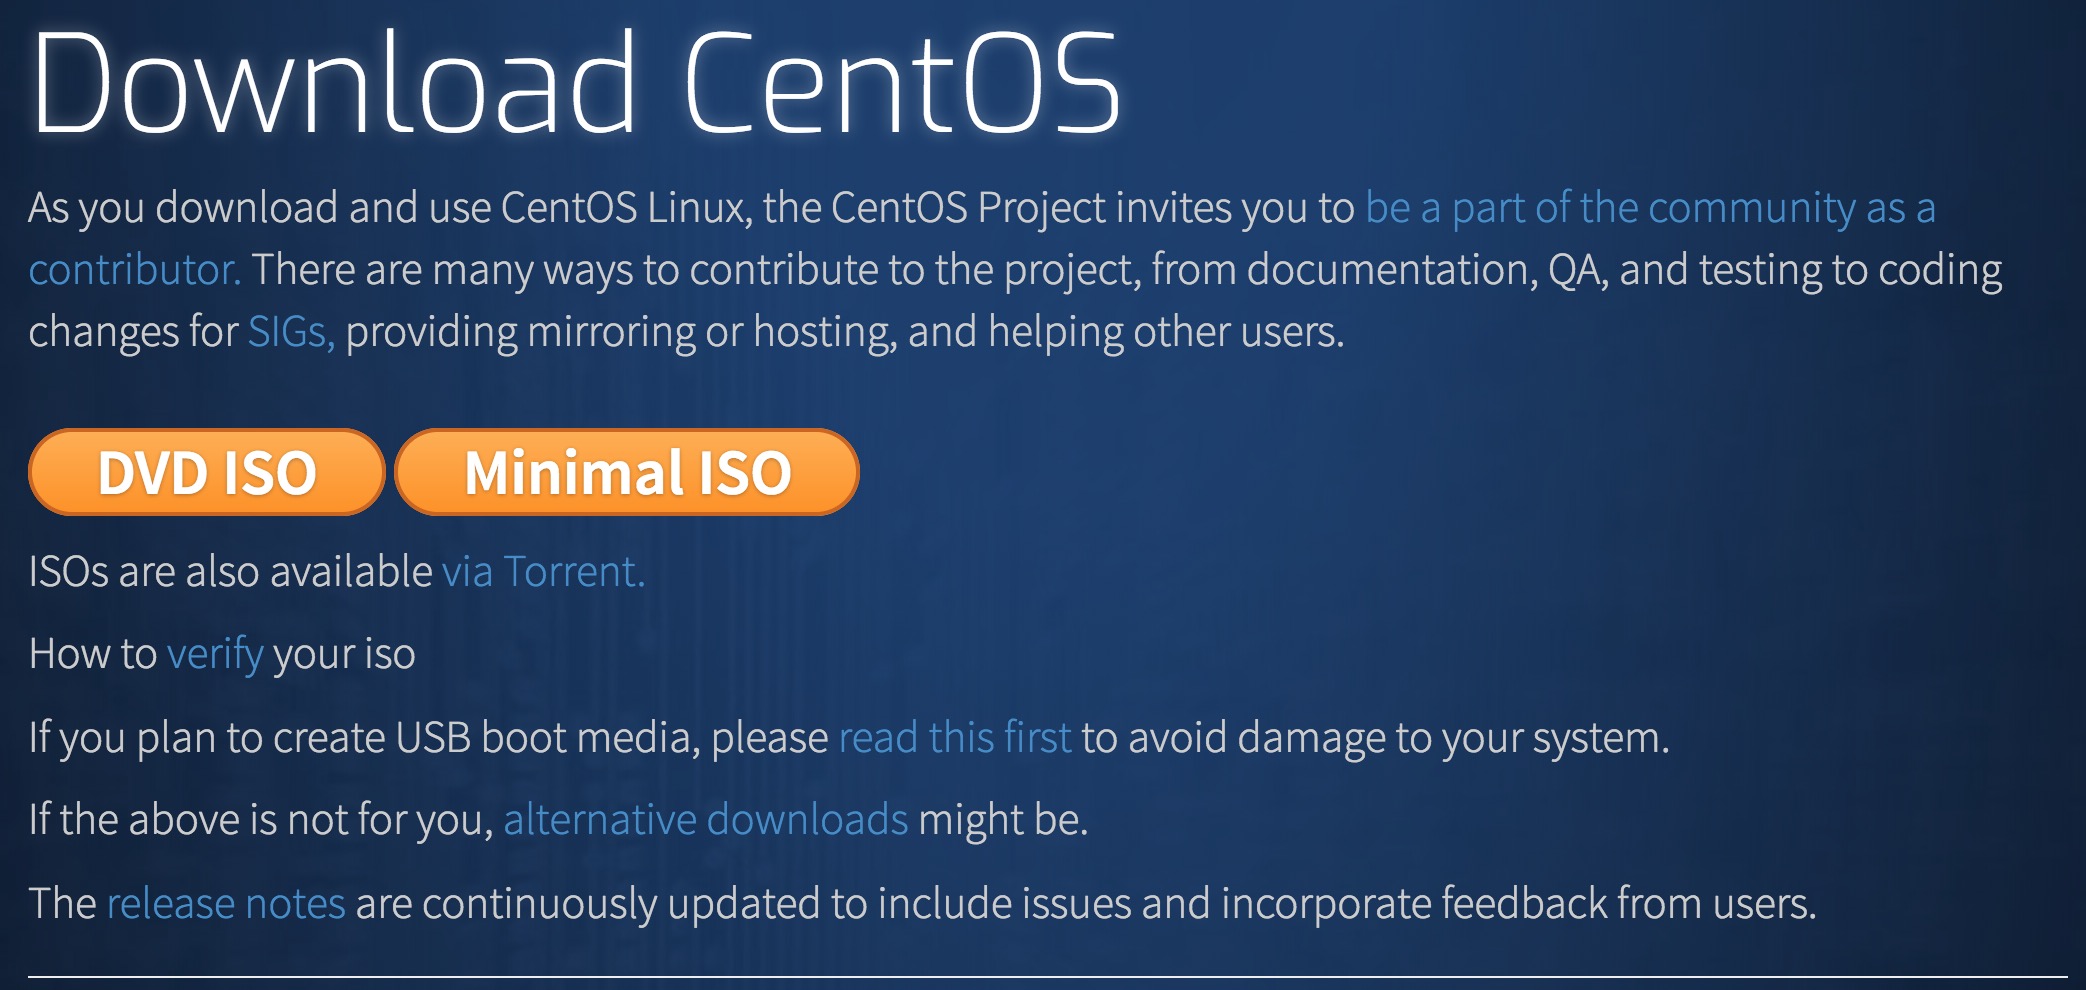 Download CentOS
As you download and use CentOS Linux, the CentOS Project invites you to be a part of the community as a
contributor. There are many ways to contribute to the project, from documentation, QA, and testing to coding
changes for SIGs, providing mirroring or hosting, and helping other users.
DVD ISO Minimal ISO
ISOs are also available via Torrent.
How to verify your iso
If you plan to create USB boot media, please read this first to avoid damage to your system.
If the above is not for you, alternative downloads might be.
The release notes are continuously updated to include issues and incorporate feedback from users.